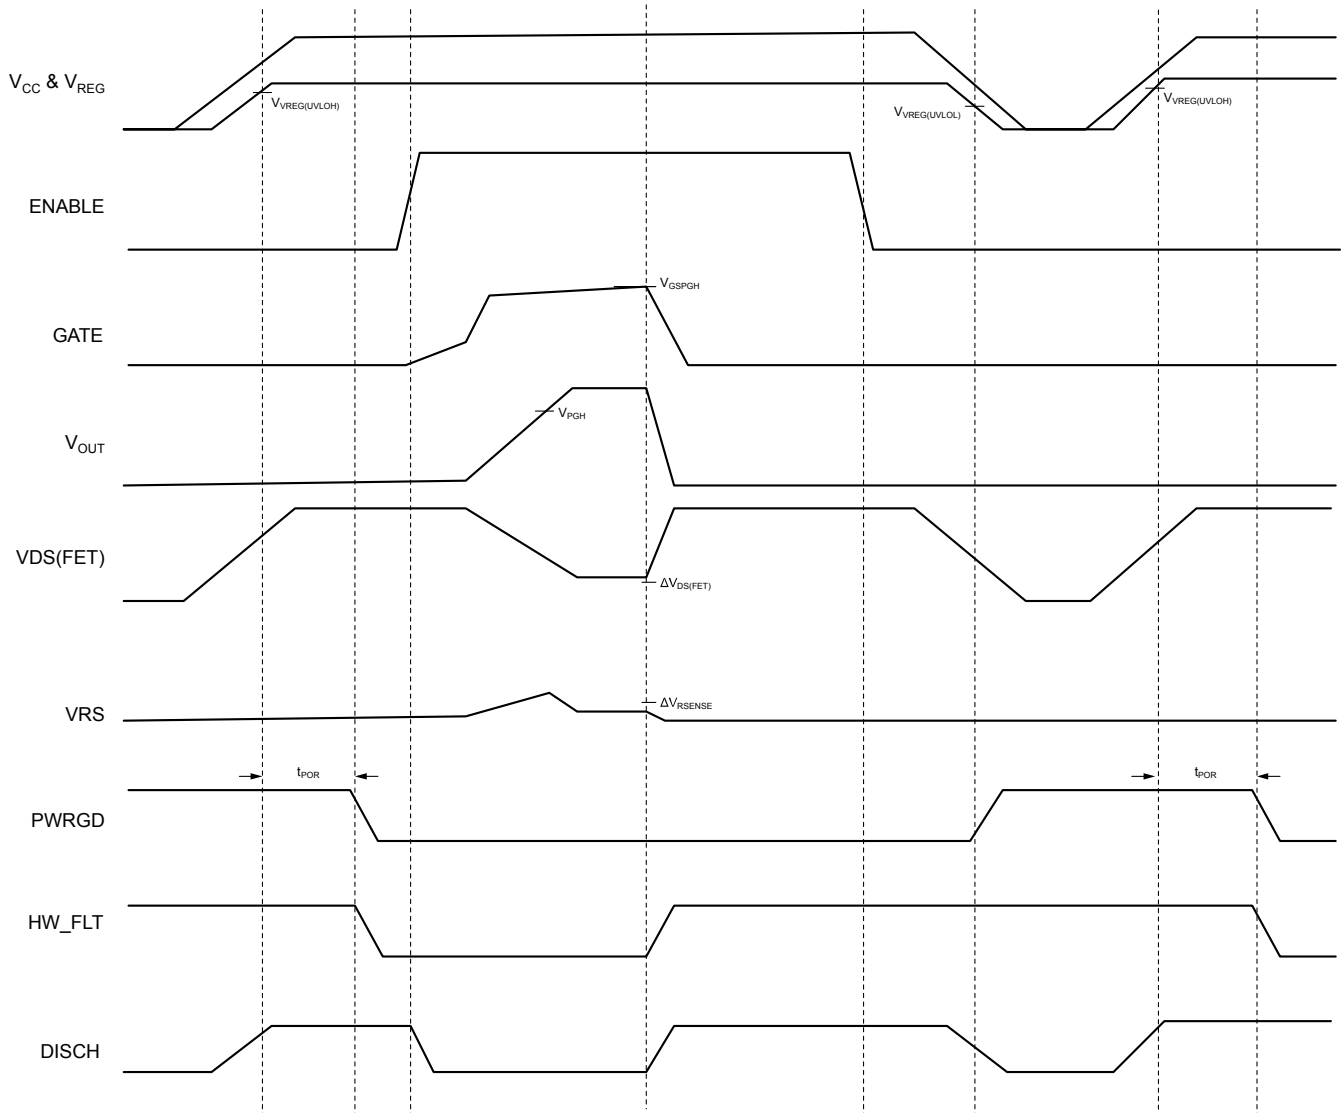 V_CC & V_REG
V_VREG(UVLOH)
V_VREG(UVLOL)
V_VREG(UVLOH)
ENABLE
V_GSPGH
GATE
V_PGH
V_OUT
VDS(FET)
ΔV_DS(FET)
ΔV_RSENSE
VRS
t_POR
t_POR
PWRGD
HW_FLT
DISCH